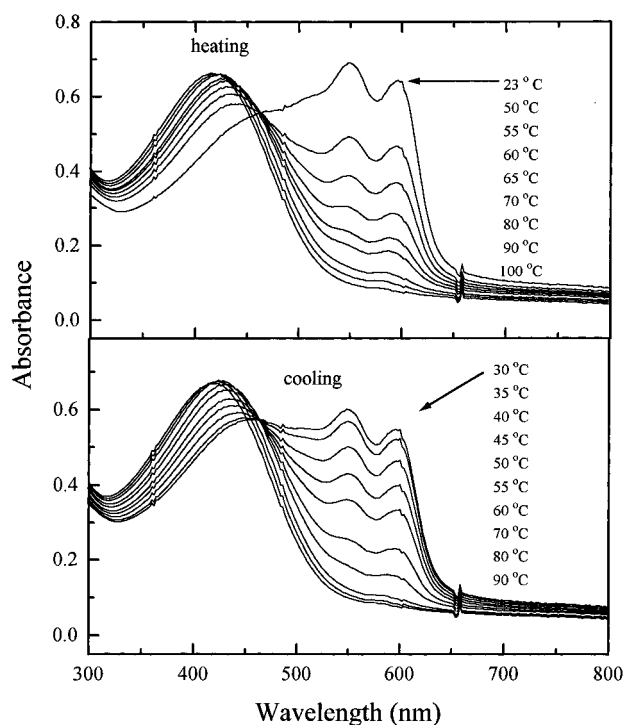 0.8
heating
0.6
23 °C
50 °C
55 °C
0.4
60 °C
65 °C
70 °C
0.2
80 °C
90 °C
100 °C
0.0
Absorbance
cooling
30 °C
35 °C
0.6
40 °C
45 °C
50 °C
0.4
55 °C
60 °C
70 °C
0.2
80 °C
90 °C
0.0
300 400 500 600 700 800
Wavelength (nm)